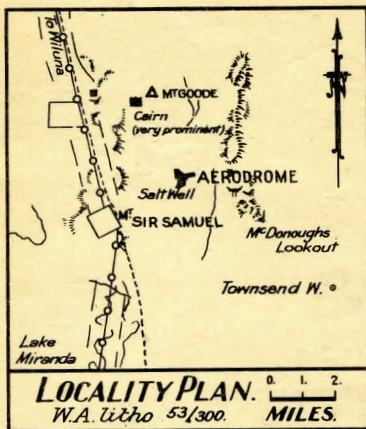 To Wiluna
MT GOODE
Cairn
(very prominent)
AERODROME
Salt Well
MT
SIR SAMUEL
McDonoughs
Lookout
Townsend W.
Lake
Miranda
LOCALITY PLAN.
W.A. litho 53/300.
0. 1. 2.
MILES.